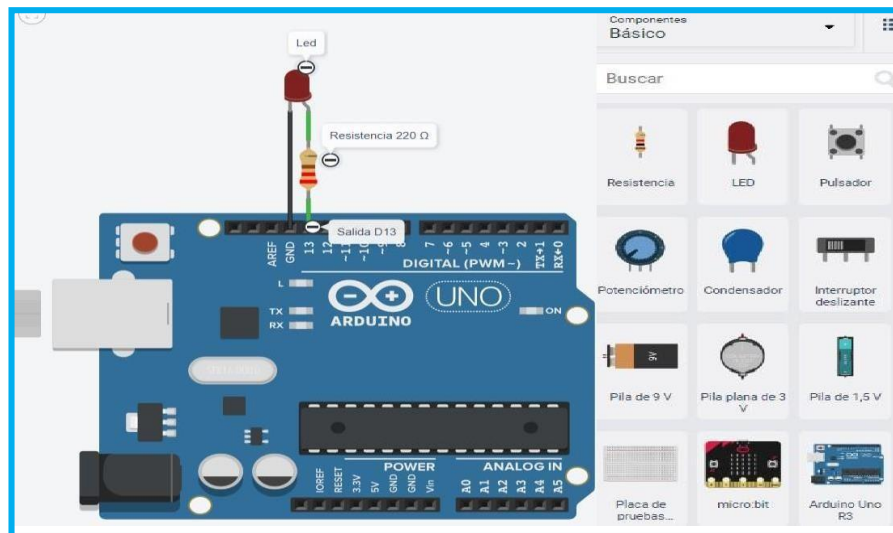 Led
Resistencia 220 Ω
Salida D13
AREF
GND
13
12
~11
~10
~9
8
7
~6
~5
4
~3
2
TX→1
RX←0
DIGITAL (PWM~)
L
TX
RX
ARDUINO
UNO
ON
IOREF
RESET
3.3V
5V
GND
GND
Vin
POWER
ANALOG IN
A0
A1
A2
A3
A4
A5
Componentes
Básico
Buscar
Resistencia
LED
Pulsador
Potenciómetro
Condensador
Interruptor
deslizante
9V
Pila de 9 V
Pila plana de 3
V
Pila de 1,5 V
Placa de
pruebas...
micro:bit
Arduino Uno
R3